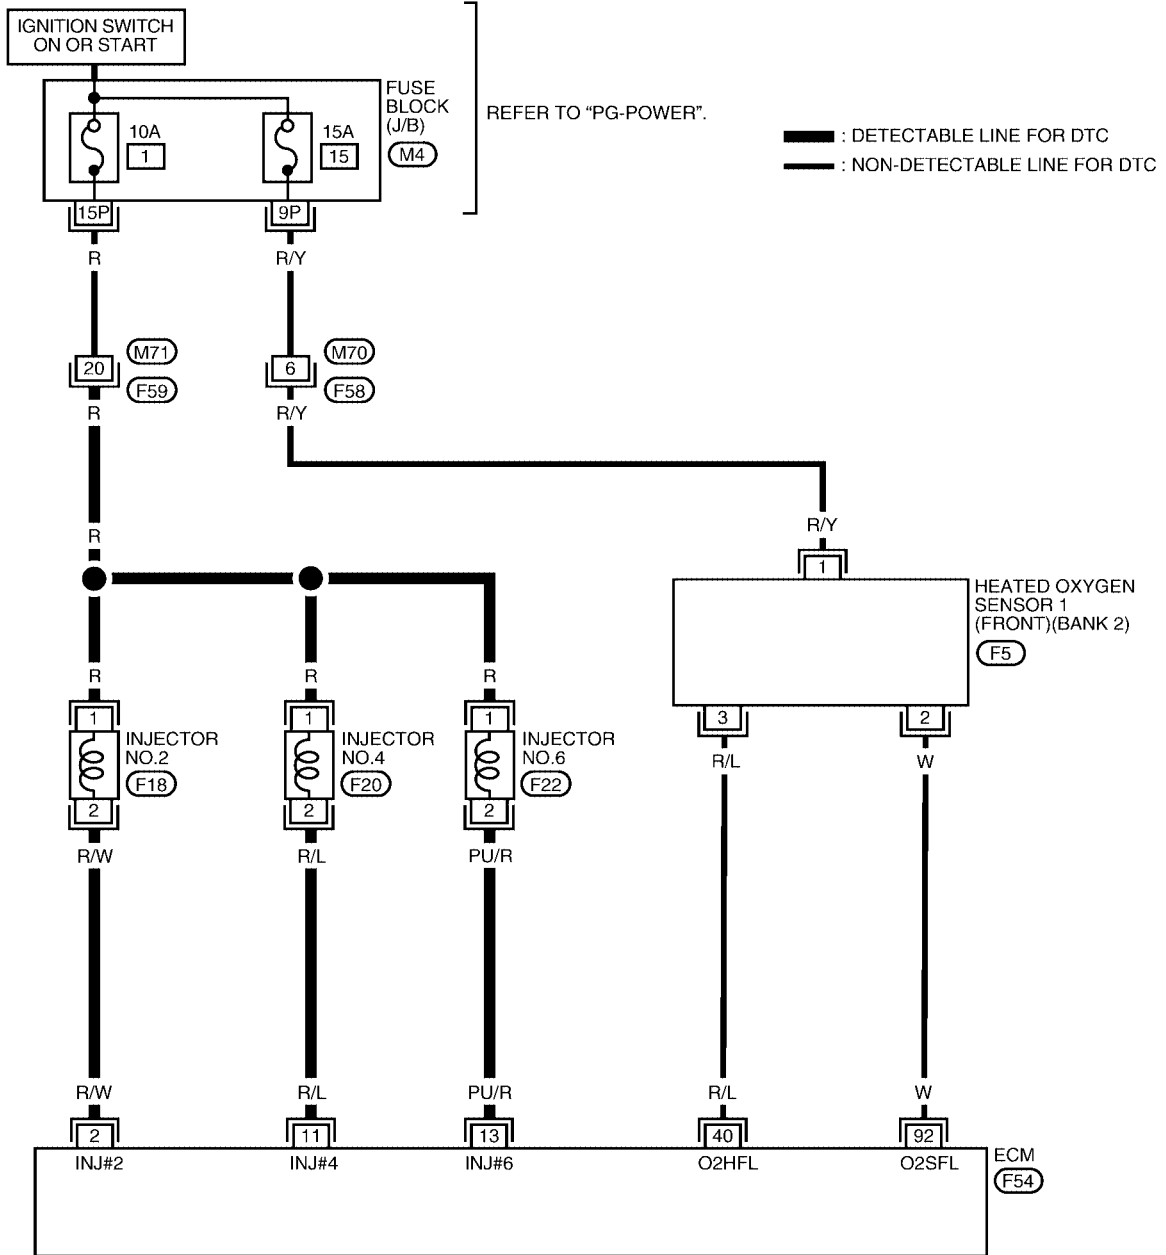 IGNITION SWITCH
ON OR START
FUSE
BLOCK
(J/B)
M4
10A
1
15A
15
REFER TO “PG-POWER”.
: DETECTABLE LINE FOR DTC
: NON-DETECTABLE LINE FOR DTC
15P
9P
R
R/Y
20
M71
F59
6
M70
F58
R
R/Y
R
R/Y
1
HEATED OXYGEN
SENSOR 1
(FRONT)(BANK 2)
F5
R
R
R
1
INJECTOR
NO.2
F18
2
1
INJECTOR
NO.4
F20
2
1
INJECTOR
NO.6
F22
2
3
2
R/L
W
R/W
R/L
PU/R
R/W
R/L
PU/R
R/L
W
2
11
13
40
92
INJ#2
INJ#4
INJ#6
O2HFL
O2SFL
ECM
F54